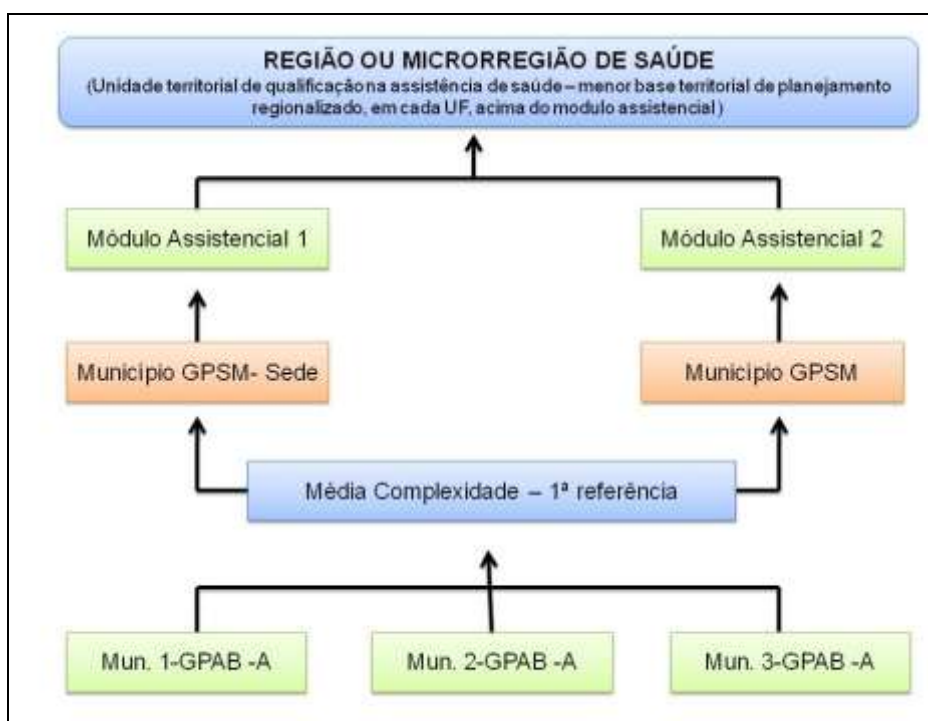 REGIÃO OU MICRORREGIÃO DE SAÚDE
(Unidade territorial de qualificação na assistência de saúde – menor base territorial de planejamento
regionalizado, em cada UF, acima do modulo assistencial)
Módulo Assistencial 1
Módulo Assistencial 2
Município GPSM- Sede
Município GPSM
Média Complexidade – 1ª referência
Mun. 1-GPAB -A
Mun. 2-GPAB -A
Mun. 3-GPAB -A